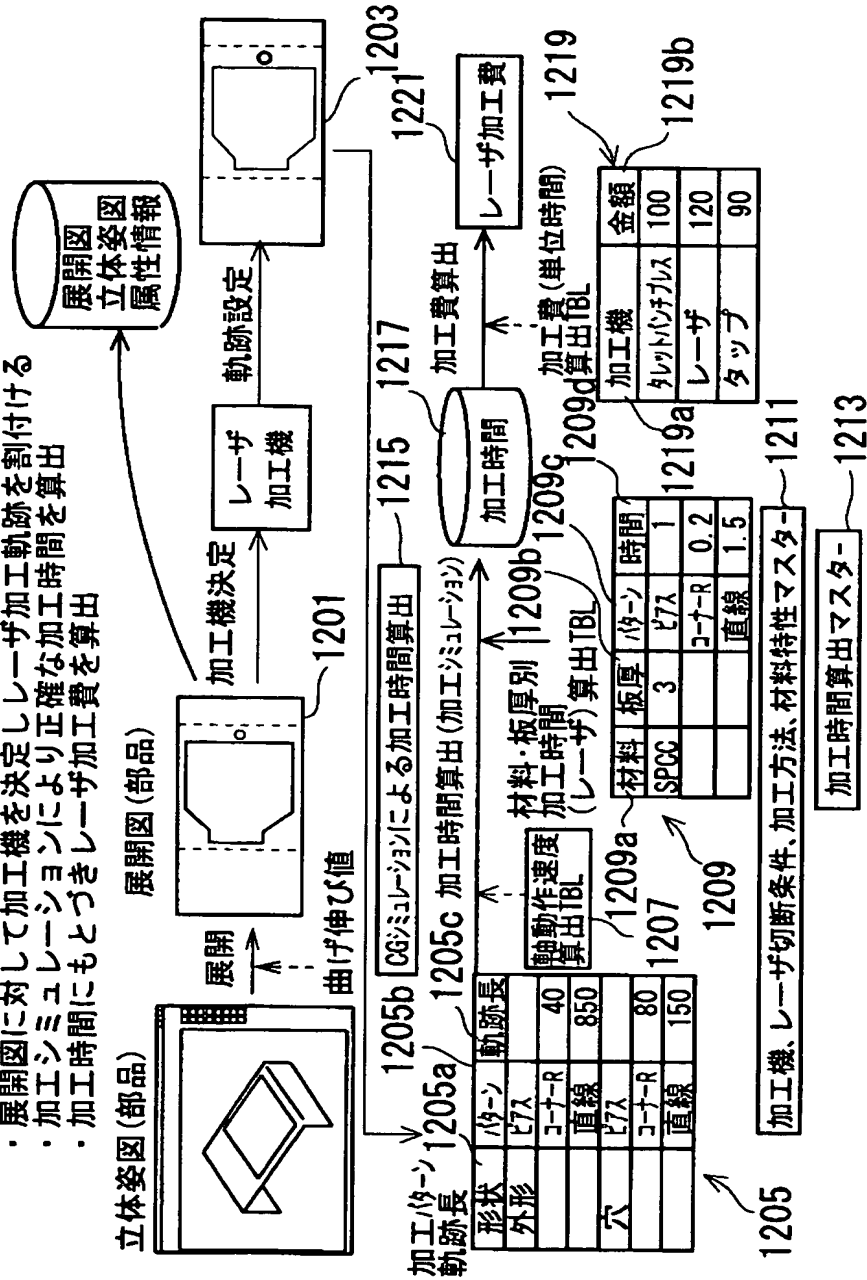 ・展開図に対して加工機を決定しレーザ加工軌跡を割付ける
・加工シミュレーションにより正確な加工時間を算出
・加工時間にもとづきレーザ加工費を算出
立体姿図(部品)
展開
曲げ伸び値
展開図(部品)
1201
加工機決定
レーザ
加工機
軌跡設定
展開図
立体姿図
属性情報
1203
加工パターン
軌跡長
1205a
1205b
1205c
形状 パターン 軌跡長
外形 ピアス
コーナーR 40
直線 850
穴 ピアス
コーナーR 80
直線 150
1205
CGシミュレーションによる加工時間算出
1215
加工時間算出(加工シミュレーション)
軸動作速度
算出TBL
1207
材料・板厚別
加工時間
(レーザ)算出TBL
1209a
1209b
1209c
1209d
材料 板厚 パターン 時間
SPCC 3 ピアス 1
コーナーR 0.2
直線 1.5
1209
加工時間
1217
加工費算出
レーザ加工費
1221
加工費(単位時間)
算出TBL
1219
1219a
1219b
加工機 金額
タレットパンチプレス 100
レーザ 120
タップ 90
加工機、レーザ切断条件、加工方法、材料特性マスター
1211
加工時間算出マスター
1213